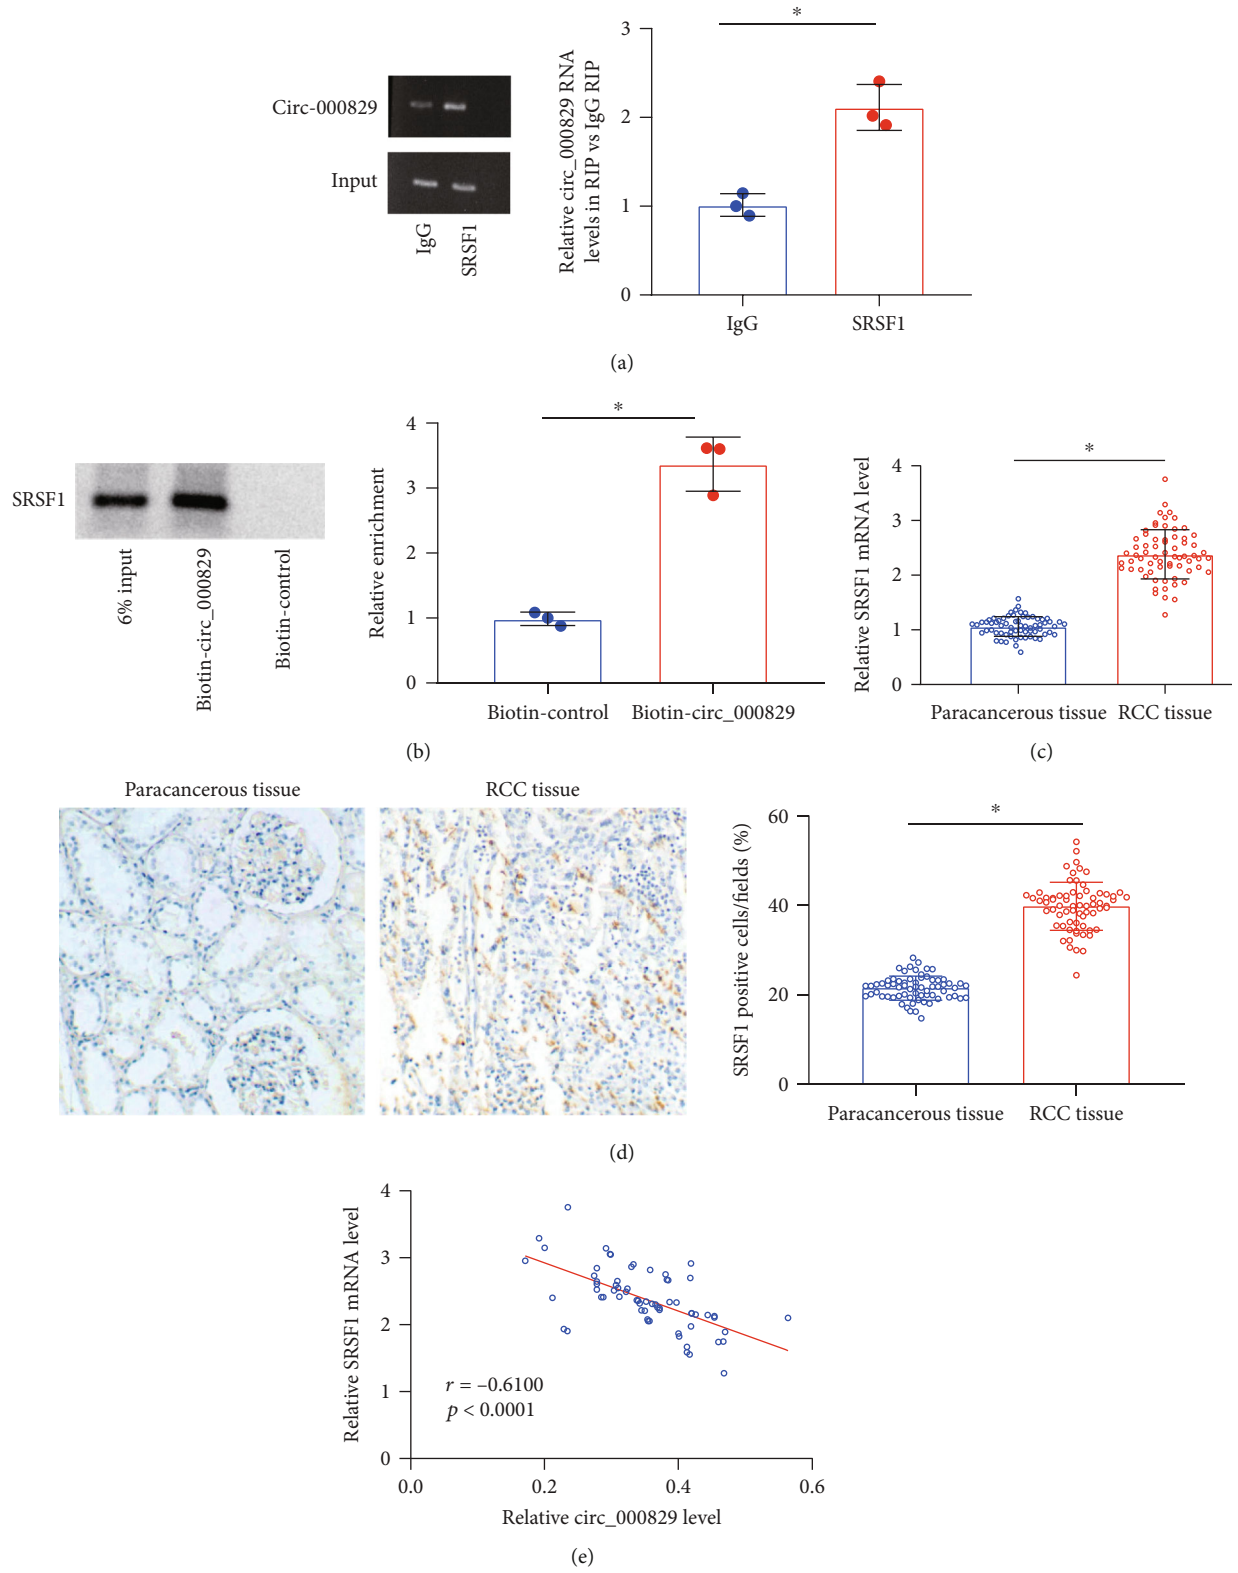 Circ-000829
Input
IgG
SRSF1
Relative circ_000829 RNA
levels in RIP vs IgG RIP
3
2
1
0
*
IgG
SRSF1
(a)
SRSF1
6% input
Biotin-circ_000829
Biotin-control
Relative enrichment
4
3
2
1
0
*
Biotin-control
Biotin-circ_000829
(b)
Relative SRSF1 mRNA level
4
3
2
1
0
*
Paracancerous tissue
RCC tissue
(c)
Paracancerous tissue
RCC tissue
SRSF1 positive cells/fields (%)
60
40
20
0
*
Paracancerous tissue
RCC tissue
(d)
Relative SRSF1 mRNA level
4
3
2
1
0
r = –0.6100
p < 0.0001
0.0
0.2
0.4
0.6
Relative circ_000829 level
(e)